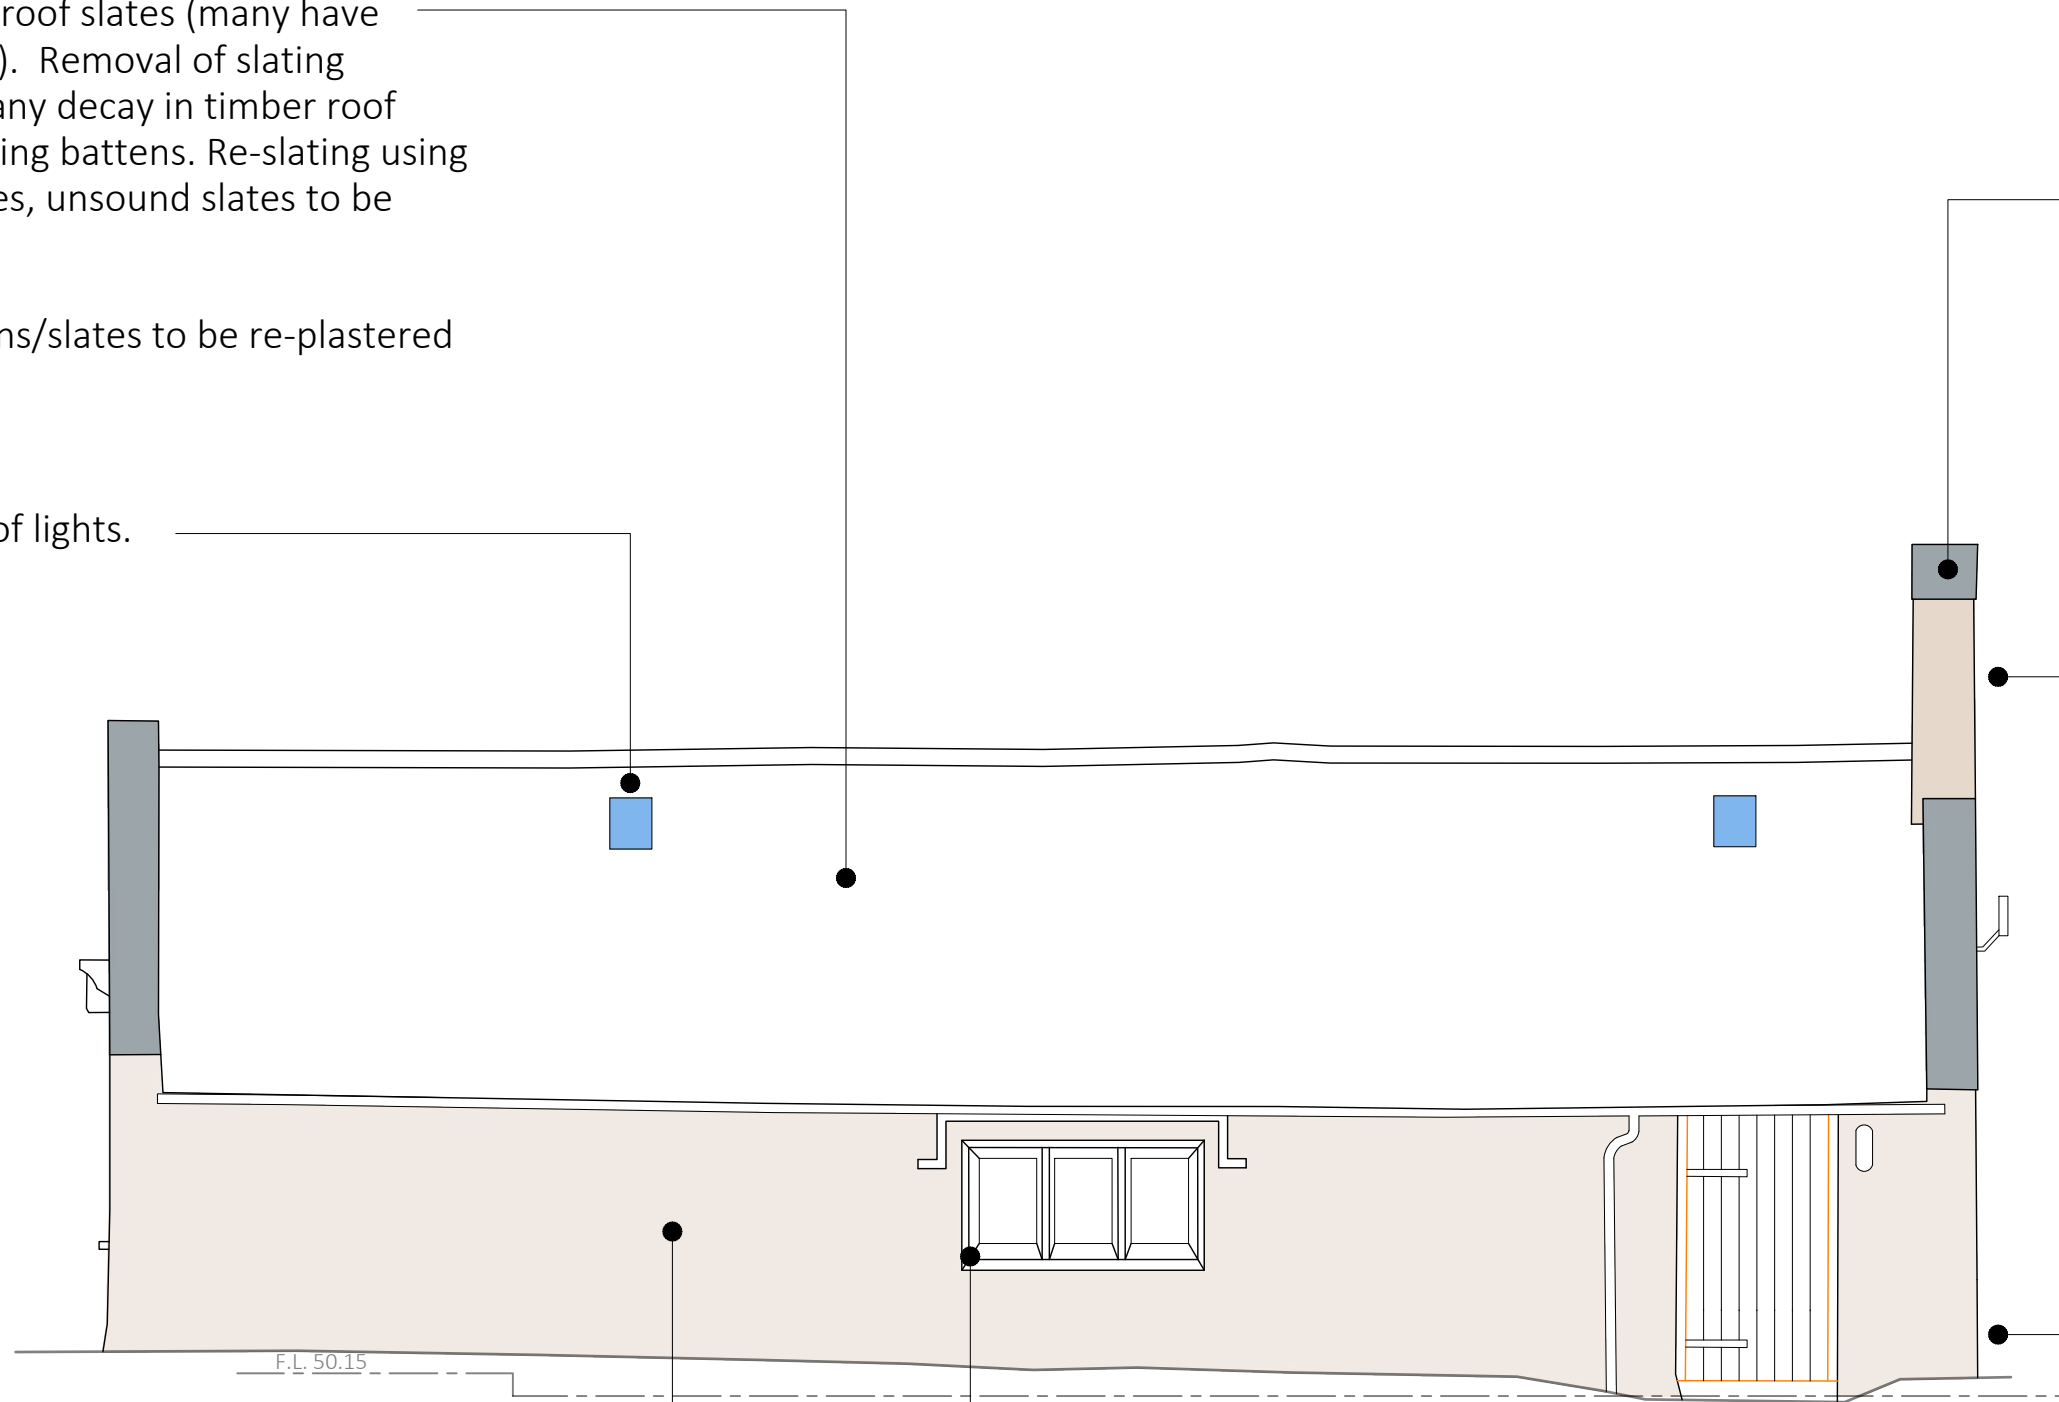 roof slates (many have
). Removal of slating
any decay in timber roof
ing battens. Re-slating using
es, unsound slates to be
ns/slates to be re-plastered
of lights.
F.L. 50.15